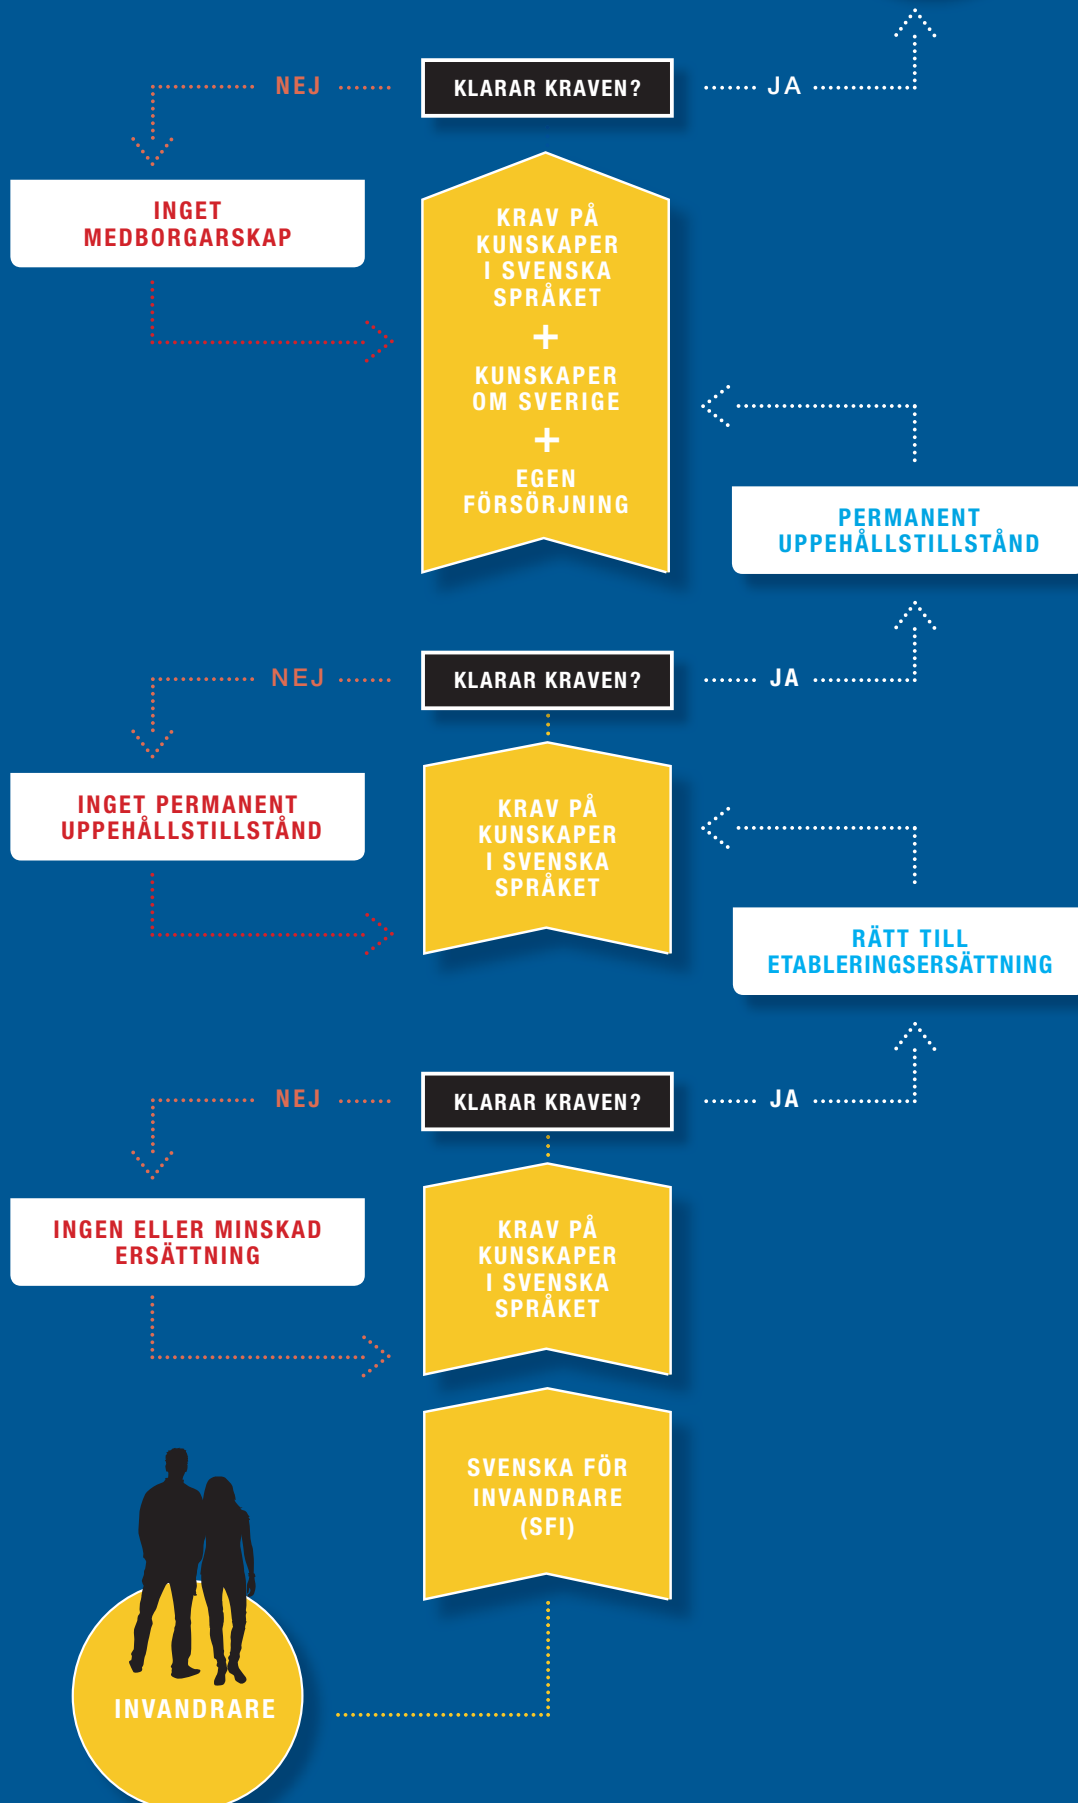 NEJ
KLARAR KRAVEN?
JA
INGET
MEDBORGARSKAP
KRAV PÅ
KUNSKAPER
I SVENSKA
SPRÅKET
+
KUNSKAPER
OM SVERIGE
+
EGEN
FÖRSÖRJNING
PERMANENT
UPPEHÅLLSTILLSTÅND
NEJ
KLARAR KRAVEN?
JA
INGET PERMANENT
UPPEHÅLLSTILLSTÅND
KRAV PÅ
KUNSKAPER
I SVENSKA
SPRÅKET
RÄTT TILL
ETABLERINGSERSÄTTNING
NEJ
KLARAR KRAVEN?
JA
INGEN ELLER MINSKAD
ERSÄTTNING
KRAV PÅ
KUNSKAPER
I SVENSKA
SPRÅKET
SVENSKA FÖR
INVANDRARE
(SFI)
INVANDRARE